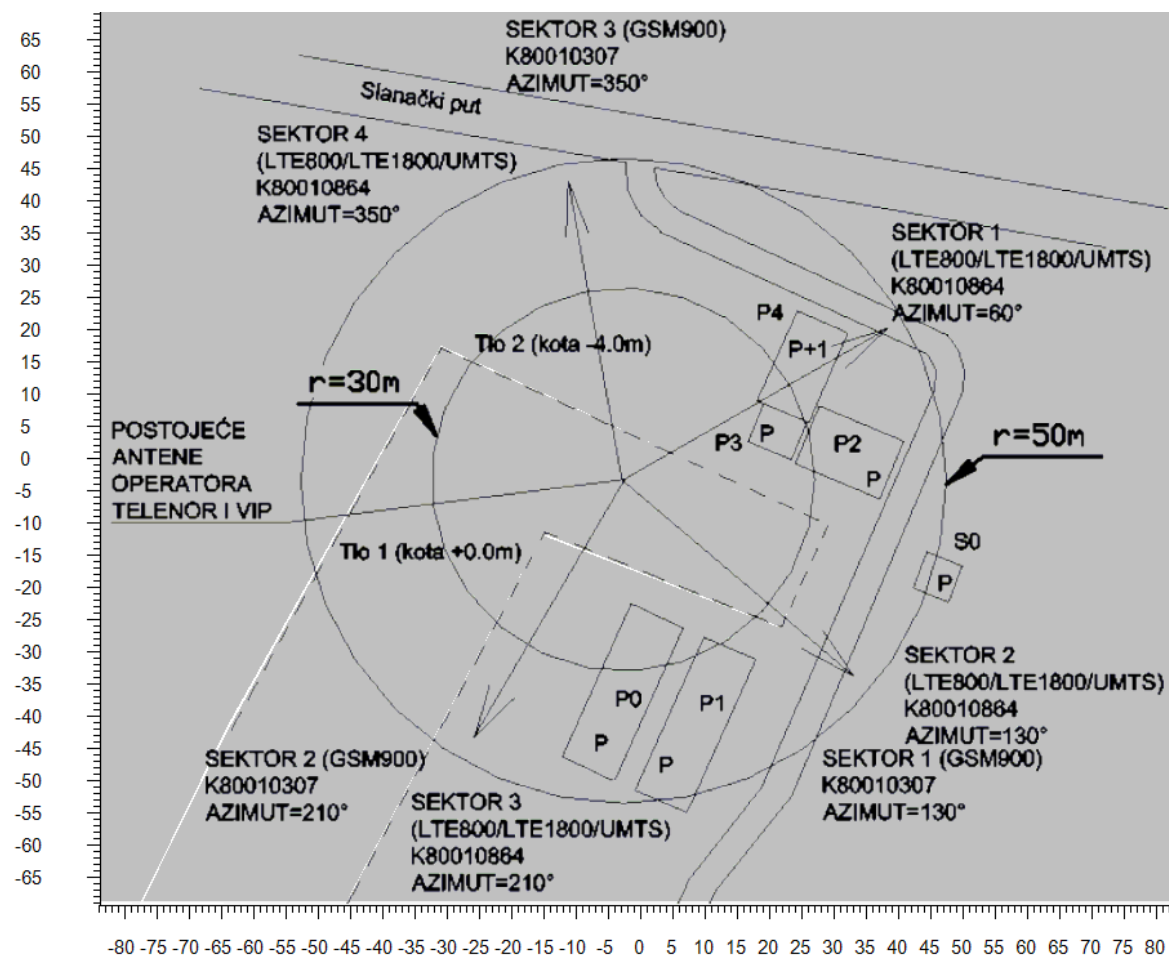 SEKTOR 3 (GSM900)
K80010307
AZIMUT=350°
Slanački put
SEKTOR 4
(LTE800/LTE1800/UMTS)
K80010864
AZIMUT=350°
SEKTOR 1
(LTE800/LTE1800/UMTS)
K80010864
AZIMUT=60°
P4
P+1
Tlo 2 (kota -4.0m)
r=30m
POSTOJEĆE
ANTENE
OPERATORA
TELENOR I VIP
P3
P
P2
P
r=50m
Tlo 1 (kota +0.0m)
S0
P
P0
P
P1
P
SEKTOR 2
(LTE800/LTE1800/UMTS)
K80010864
AZIMUT=130°
SEKTOR 1 (GSM900)
K80010307
AZIMUT=130°
SEKTOR 2 (GSM900)
K80010307
AZIMUT=210°
SEKTOR 3
(LTE800/LTE1800/UMTS)
K80010864
AZIMUT=210°
65
60
55
50
45
40
35
30
25
20
15
10
5
0
-5
-10
-15
-20
-25
-30
-35
-40
-45
-50
-55
-60
-65
-80 -75 -70 -65 -60 -55 -50 -45 -40 -35 -30 -25 -20 -15 -10 -5 0 5 10 15 20 25 30 35 40 45 50 55 60 65 70 75 80